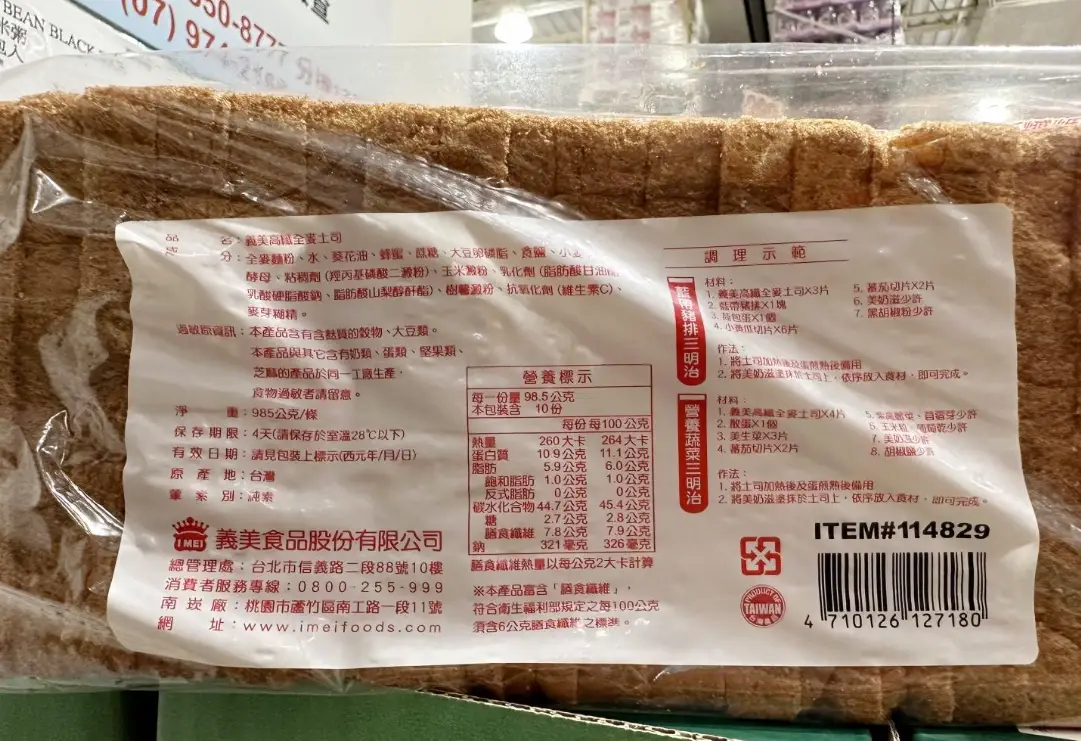 BEAN BLACK
米粥
包人
(07) 97
50-877
品　　名：義美高纖全麥土司
成　　分：全麥麵粉、水、葵花油、蜂蜜、蔗糖、大豆卵磷脂、食鹽、小麥
酵母、粘稠劑(羥丙基磷酸二澱粉)、玉米澱粉、乳化劑(脂肪酸甘油
乳酸硬脂酸鈉、脂肪酸山梨醇酐酯)、樹薯澱粉、抗氧化劑(維生素C)、
麥芽糊精。
過敏原資訊：本產品含有含麩質的穀物、大豆類。
本產品與其它含有奶類、蛋類、堅果類、
芝麻的產品於同一工廠生產，
食物過敏者請留意。
淨　　重：985公克/條
保存期限：4天(請保存於室溫28℃以下)
有效日期：請見包裝上標示(西元年/月/日)
原 產 地：台灣
葷 素 別：純素
I MEI
義美食品股份有限公司
總管理處：台北市信義路二段88號10樓
消費者服務專線：0800-255-999
南崁廠：桃園市蘆竹區南工路一段11號
網　　址：www.imeifoods.com
營養標示
每一份量 98.5公克
本包裝含 10份
每份 每100公克
熱量 260大卡 264大卡
蛋白質 10.9公克 11.1公克
脂肪 5.9公克 6.0公克
飽和脂肪 1.0公克 1.0公克
反式脂肪 0公克 0公克
碳水化合物 44.7公克 45.4公克
糖 2.7公克 2.8公克
膳食纖維 7.8公克 7.9公克
鈉 321毫克 326毫克
膳食纖維熱量以每公克2大卡計算
※本產品富含「膳食纖維」，
符合衛生福利部規定之每100公克
須含6公克膳食纖維之標準。
調理示範
藍帶豬排三明治
材料：
1. 義美高纖全麥土司X3片
2. 藍帶豬排X1塊
3. 荷包蛋X1個
4. 小黃瓜切片X6片
5. 蕃茄切片X2片
6. 美奶滋少許
7. 黑胡椒粉少許
作法：
1. 將土司加熱後及蛋煎熟後備用
2. 將美奶滋塗抹於土司上，依序放入食材，即可完成。
營養蔬菜三明治
材料：
1. 義美高纖全麥土司X4片
2. 散蛋X1個
3. 美生菜X3片
4. 蕃茄切片X2片
5. 紫高麗菜、苜蓿芽少許
6. 玉米粒、葡萄乾少許
7. 美奶滋少許
8. 胡椒鹽少許
作法：
1. 將土司加熱後及蛋煎熟後備用
2. 將美奶滋塗抹於土司上，依序放入食材，即可完成。
ITEM#114829
PRODUCT OF
TAIWAN
4 710126 127180